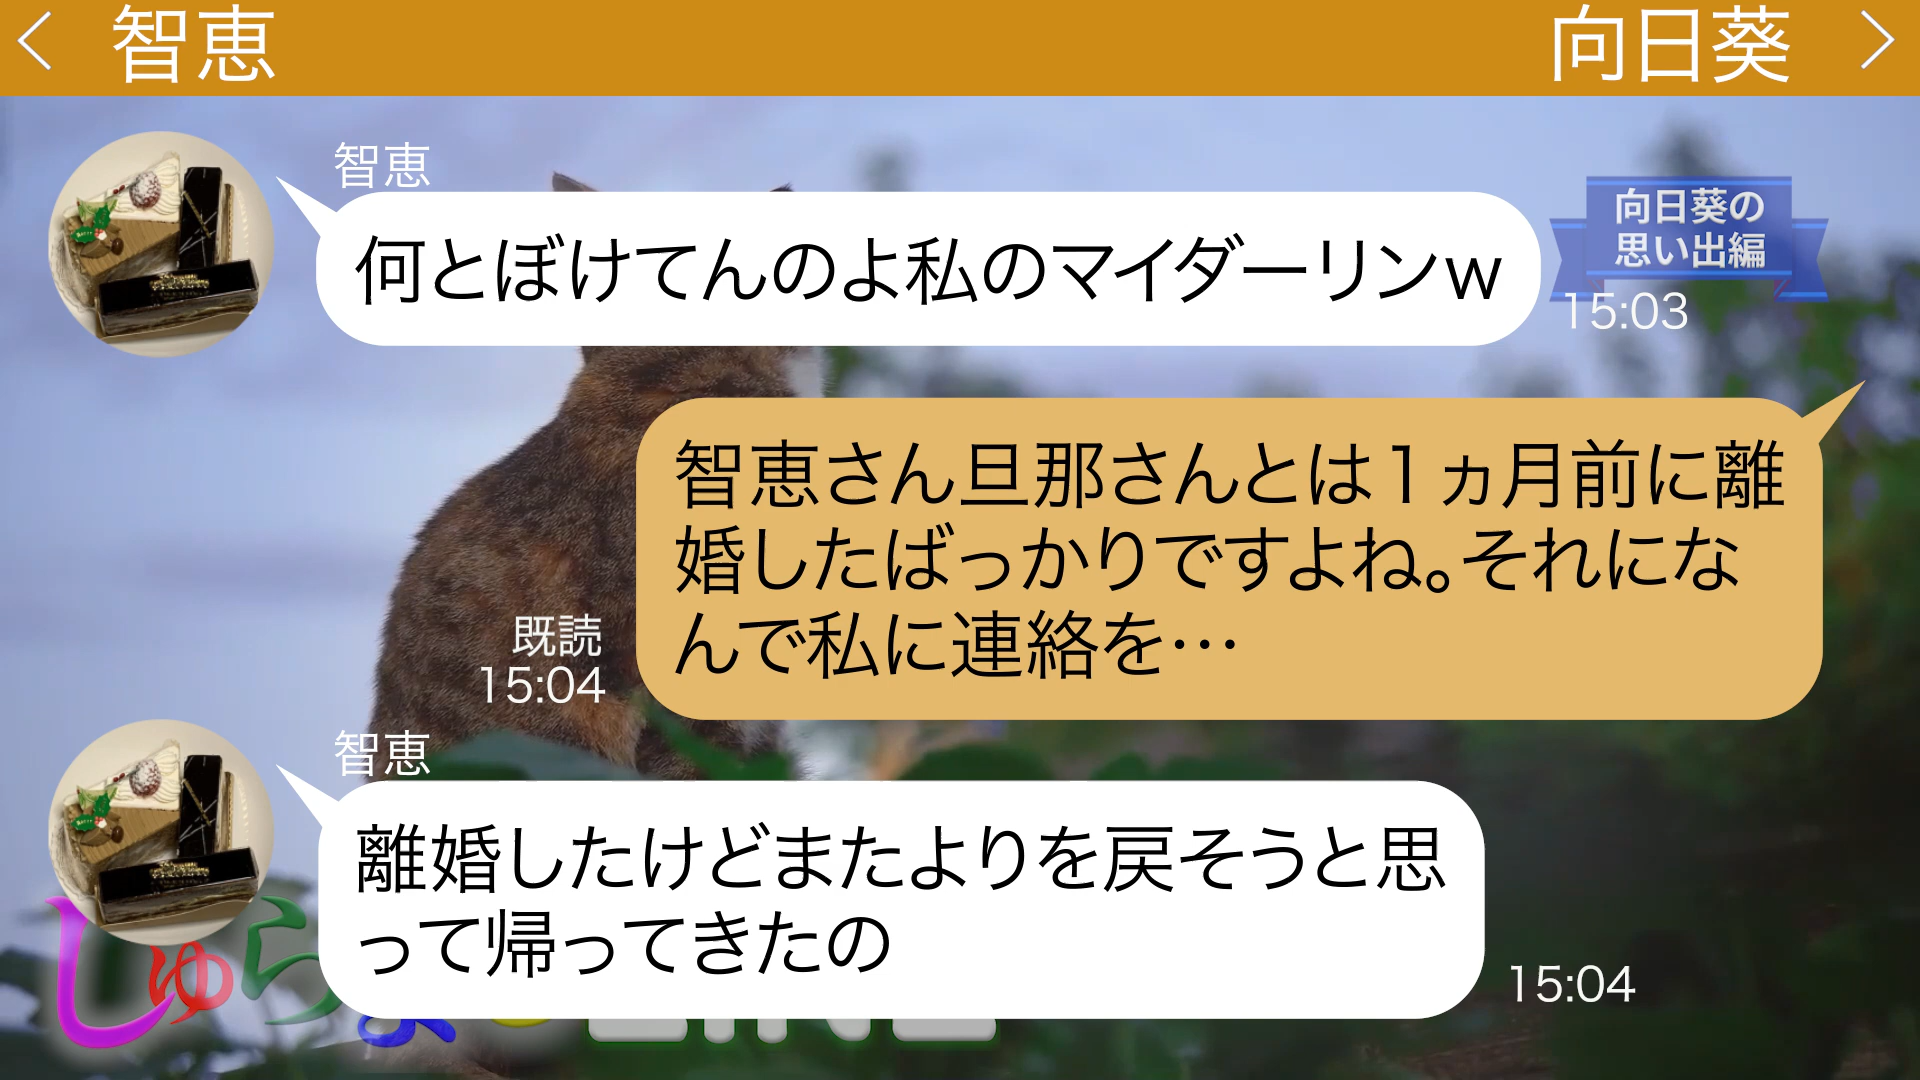 智恵
向日葵
智恵
何とぼけてんのよ私のマイダーリンw
向日葵の
思い出編
15:03
智恵さん旦那さんとは１ヵ月前に離
婚したばっかりですよね。それにな
んで私に連絡を…
既読
15:04
智恵
離婚したけどまたよりを戻そうと思
って帰ってきたの
15:04
しゅら